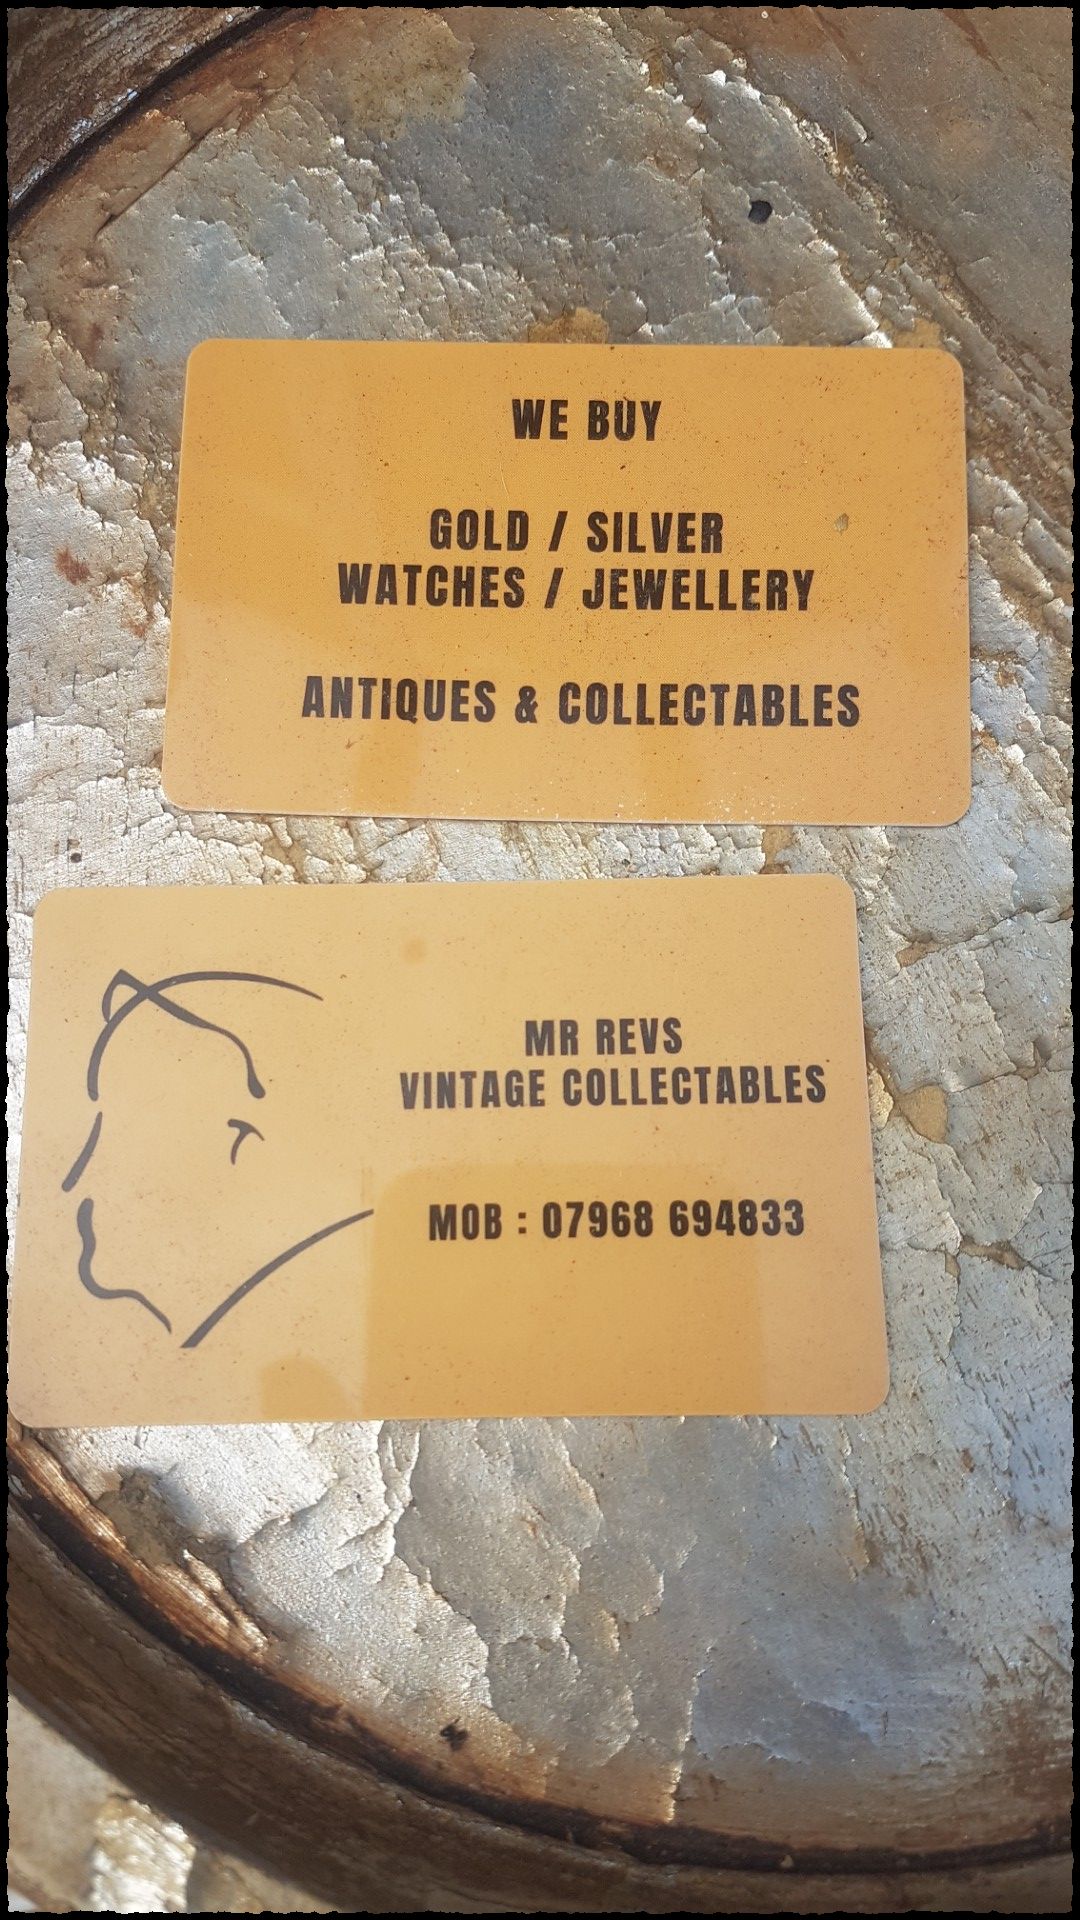 WE BUY
GOLD / SILVER
WATCHES / JEWELLERY
ANTIQUES & COLLECTABLES
MR REVS
VINTAGE COLLECTABLES
MOB : 07968 694833